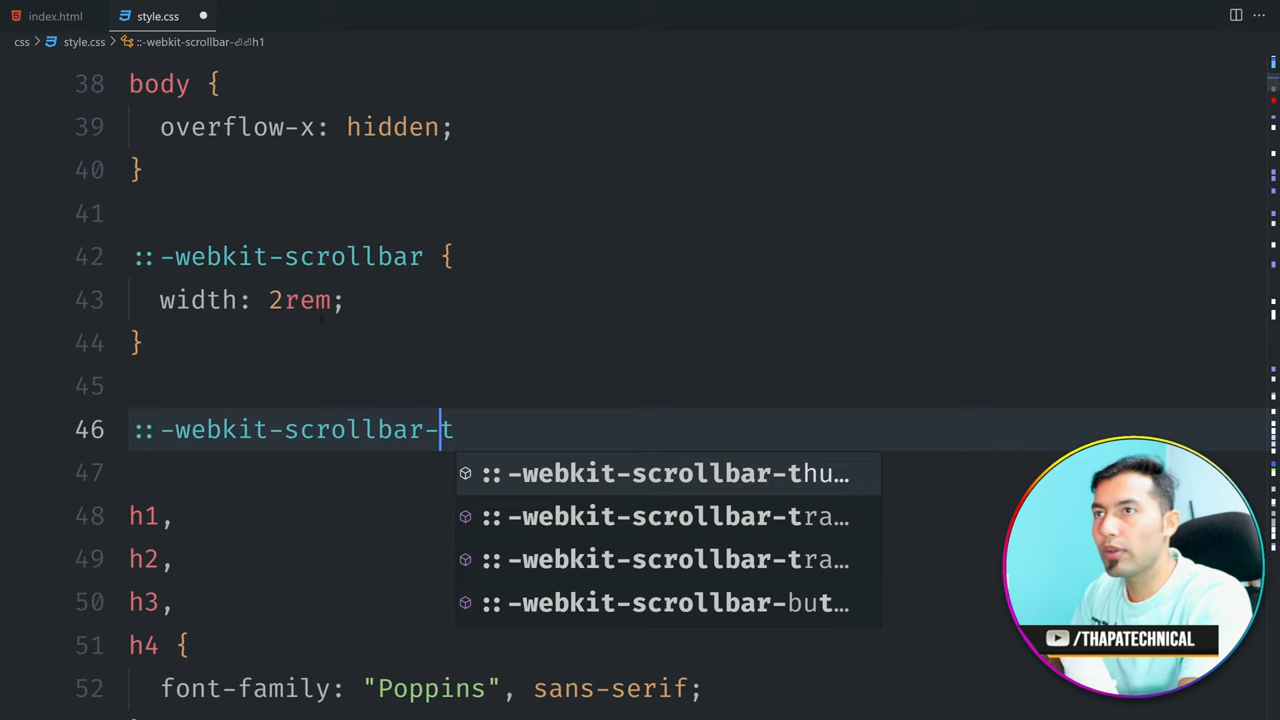 index.html
style.css
css > style.css > ::-webkit-scrollbar-⏎⏎h1
38 body {
39 overflow-x: hidden;
40 }
41
42 ::-webkit-scrollbar {
43 width: 2rem;
44 }
45
46 ::-webkit-scrollbar-t
::-webkit-scrollbar-thu…
::-webkit-scrollbar-tra…
::-webkit-scrollbar-tra…
::-webkit-scrollbar-but…
47
48 h1,
49 h2,
50 h3,
51 h4 {
52 font-family: "Poppins", sans-serif;
}
/THAPATECHNICAL